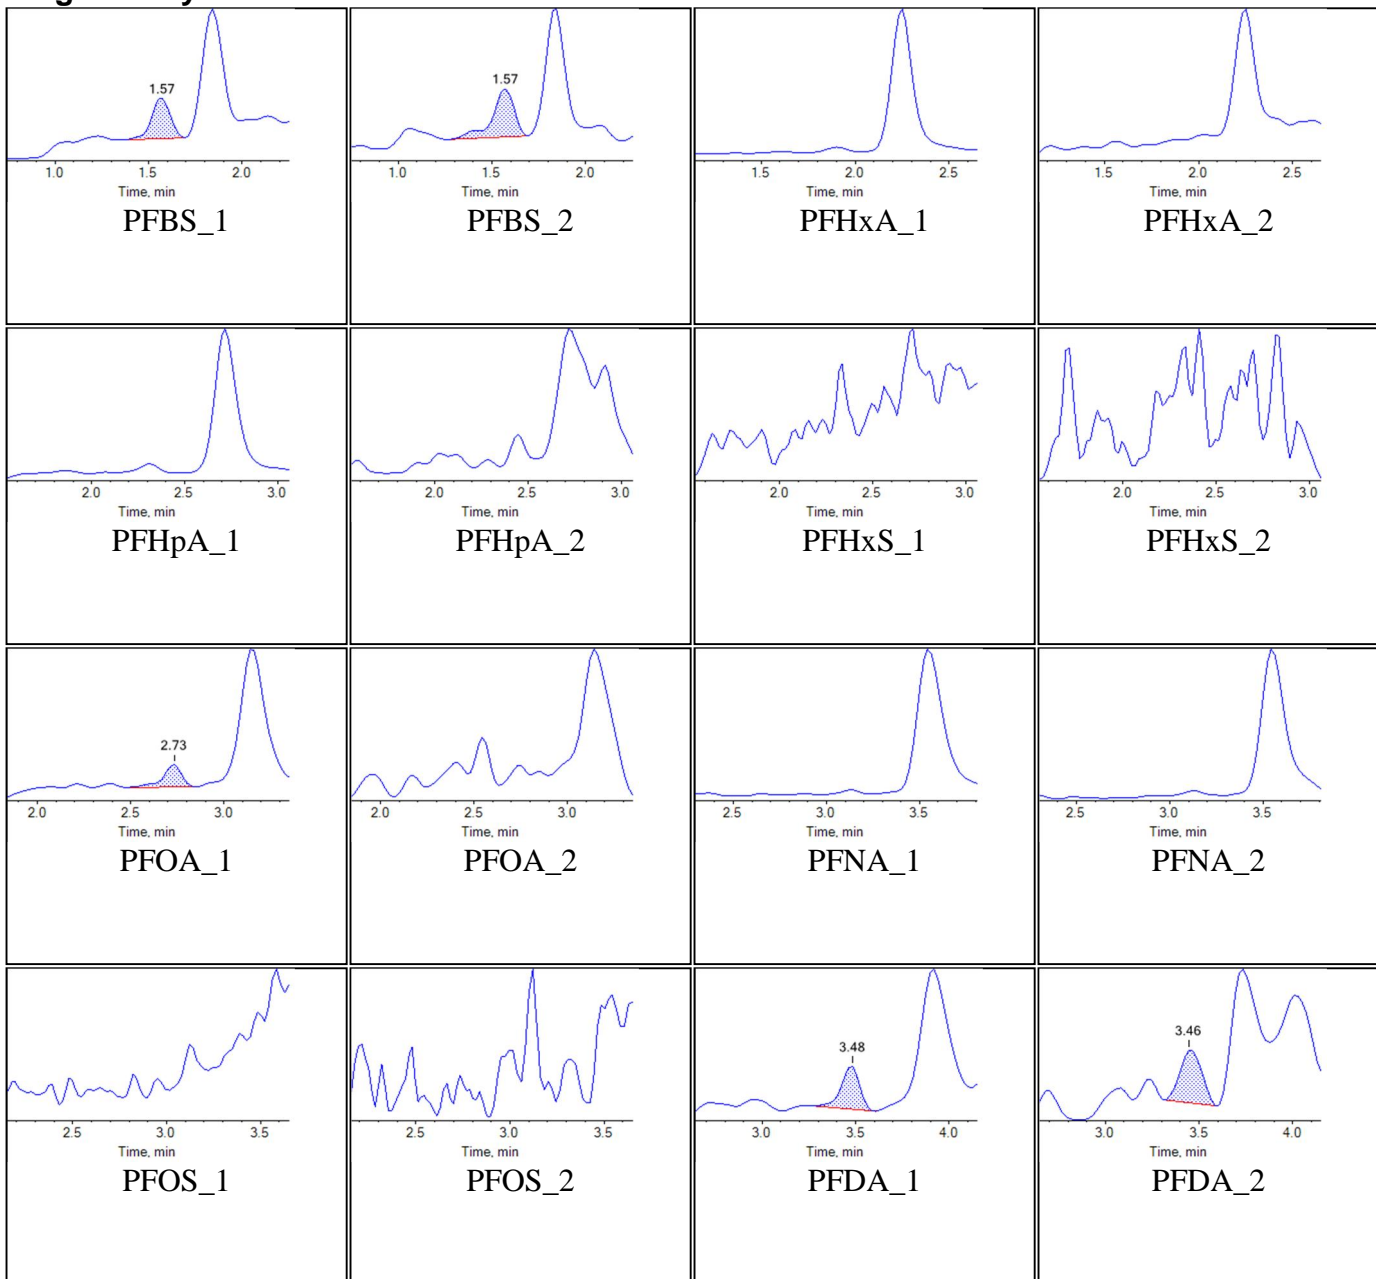 1.57
1.0 1.5 2.0
Time, min
PFBS_1
1.57
1.0 1.5 2.0
Time, min
PFBS_2
1.5 2.0 2.5
Time, min
PFHxA_1
1.5 2.0 2.5
Time, min
PFHxA_2
2.0 2.5 3.0
Time, min
PFHpA_1
2.0 2.5 3.0
Time, min
PFHpA_2
2.0 2.5 3.0
Time, min
PFHxS_1
2.0 2.5 3.0
Time, min
PFHxS_2
2.73
2.0 2.5 3.0
Time, min
PFOA_1
2.0 2.5 3.0
Time, min
PFOA_2
2.5 3.0 3.5
Time, min
PFNA_1
2.5 3.0 3.5
Time, min
PFNA_2
2.5 3.0 3.5
Time, min
PFOS_1
2.5 3.0 3.5
Time, min
PFOS_2
3.48
3.0 3.5 4.0
Time, min
PFDA_1
3.46
3.0 3.5 4.0
Time, min
PFDA_2